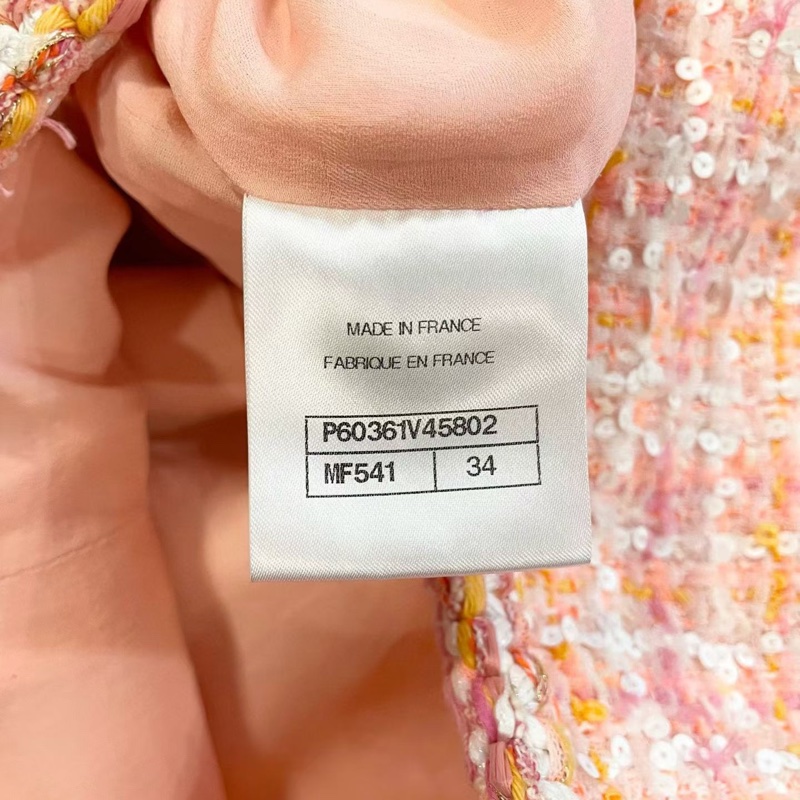 MADE IN FRANCE
FABRIQUE EN FRANCE
P60361V45802
MF541 34